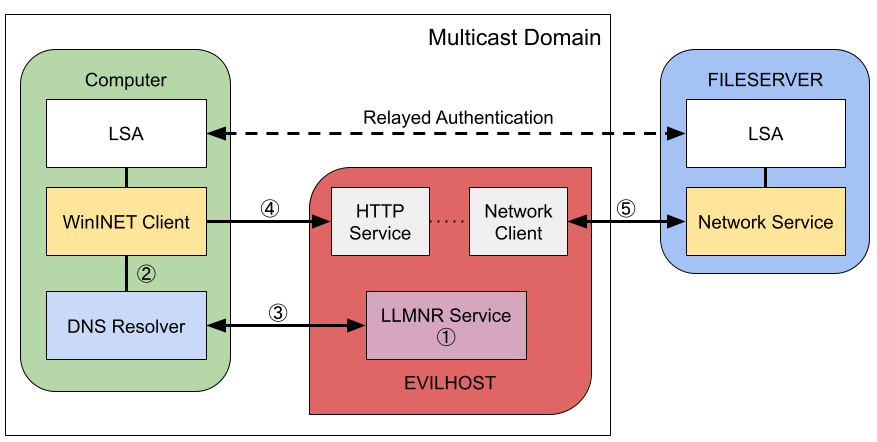 Multicast Domain
Computer
FILESERVER
LSA
Relayed Authentication
LSA
WinINET Client
④
HTTP
Service
Network
Client
⑤
Network Service
②
DNS Resolver
③
LLMNR Service
①
EVILHOST